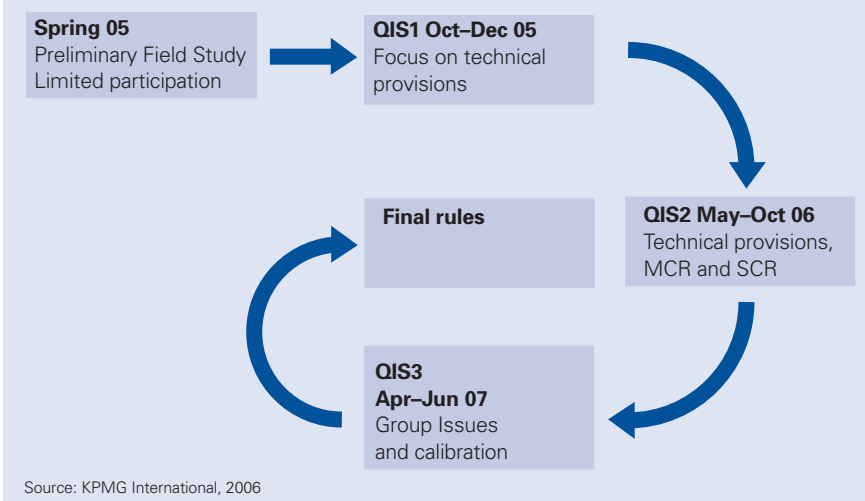 Spring 05
Preliminary Field Study
Limited participation
QIS1 Oct–Dec 05
Focus on technical
provisions
QIS2 May–Oct 06
Technical provisions,
MCR and SCR
QIS3
Apr–Jun 07
Group Issues
and calibration
Final rules
Source: KPMG International, 2006